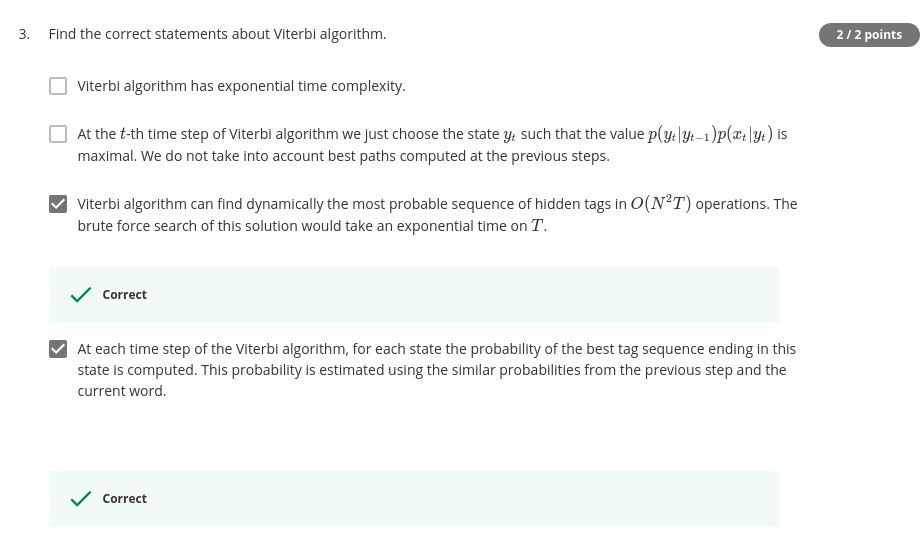 3. Find the correct statements about Viterbi algorithm.
2 / 2 points
Viterbi algorithm has exponential time complexity.
At the t-th time step of Viterbi algorithm we just choose the state yₜ such that the value p(yₜ|yₜ₋₁)p(xₜ|yₜ) is
maximal. We do not take into account best paths computed at the previous steps.
Viterbi algorithm can find dynamically the most probable sequence of hidden tags in O(N²T) operations. The
brute force search of this solution would take an exponential time on T.
Correct
At each time step of the Viterbi algorithm, for each state the probability of the best tag sequence ending in this
state is computed. This probability is estimated using the similar probabilities from the previous step and the
current word.
Correct